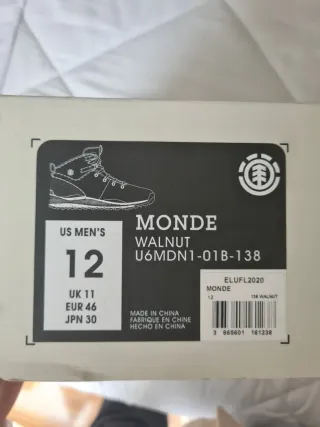 MONDE
WALNUT
U6MDN1-01B-138
US MEN'S
12
UK 11
EUR 46
JPN 30
MADE IN CHINA
FABRIQUE EN CHINE
HECHO EN CHINA
ELUFL2020
MONDE
12 138 WALNUT
3 665601 161238